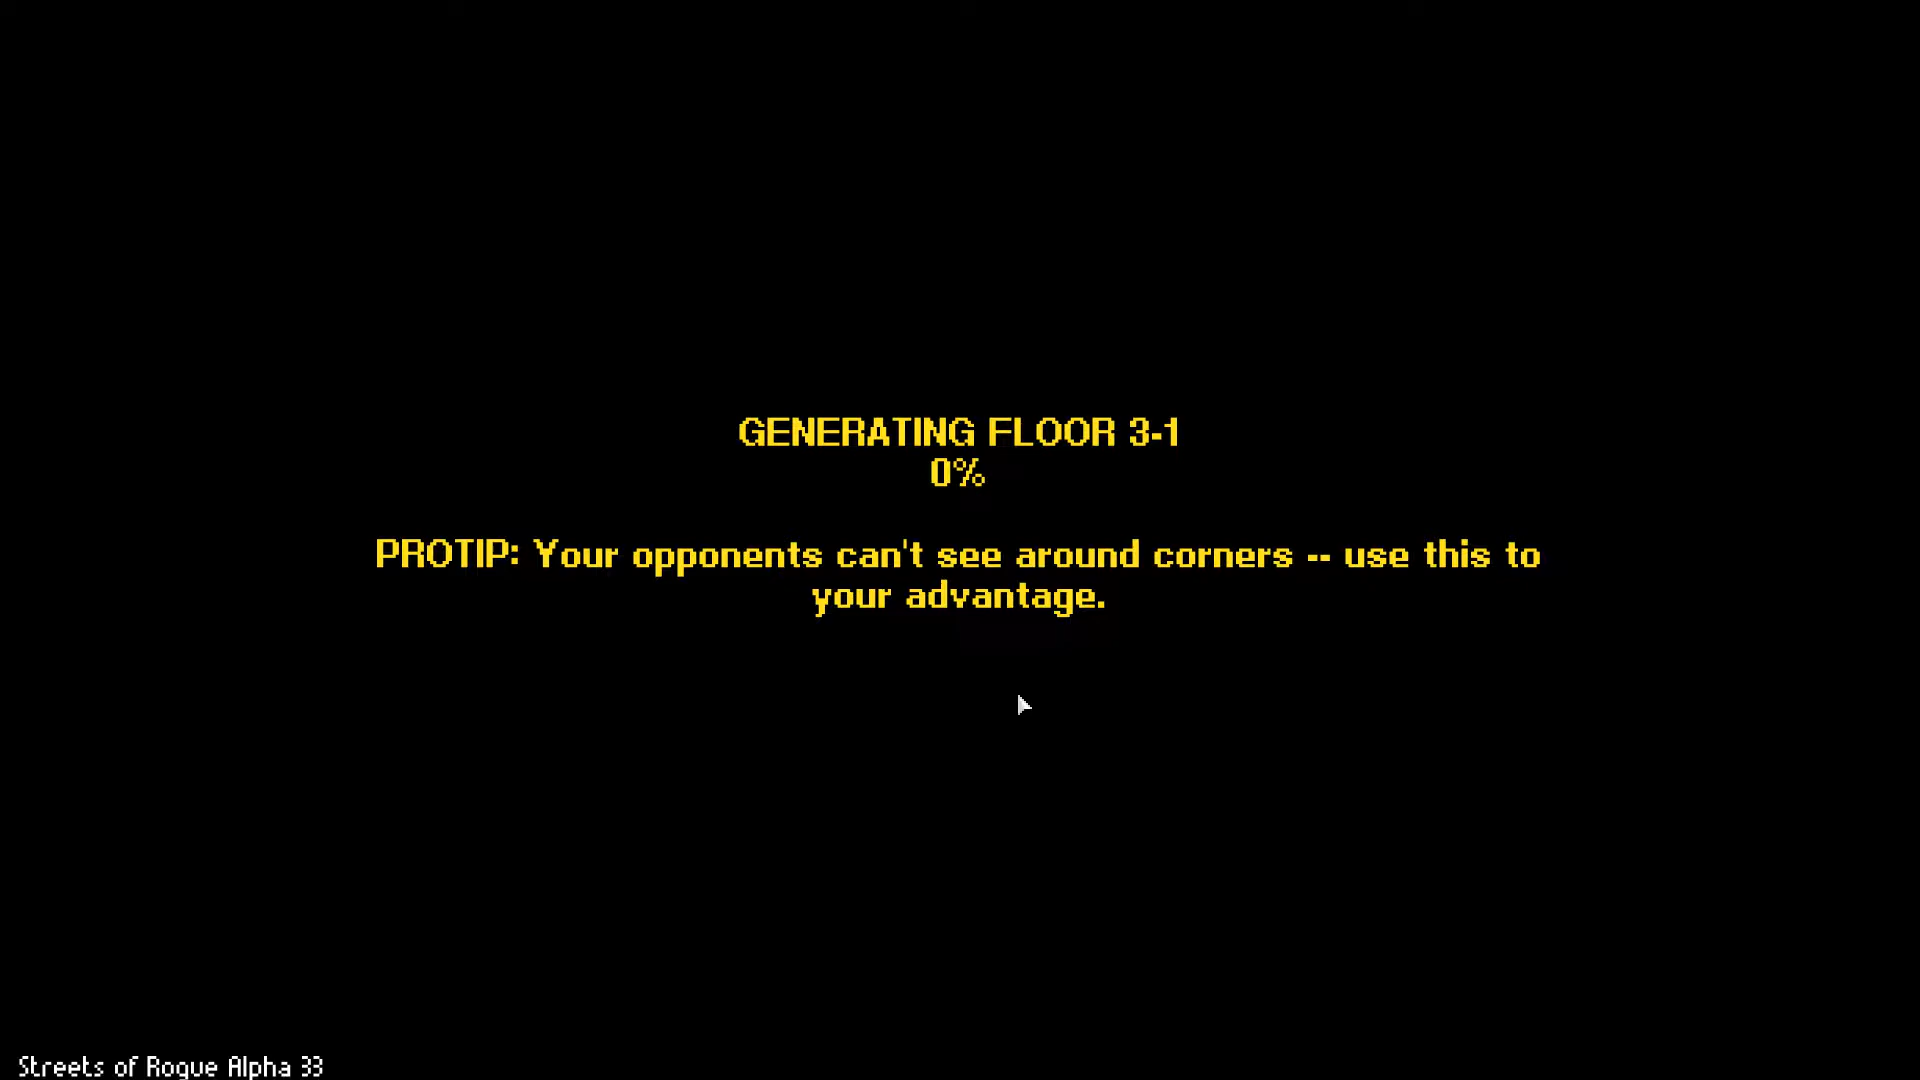 GENERATING FLOOR 3-1
0%
PROTIP: Your opponents can't see around corners -- use this to
your advantage.
Streets of Rogue Alpha 33